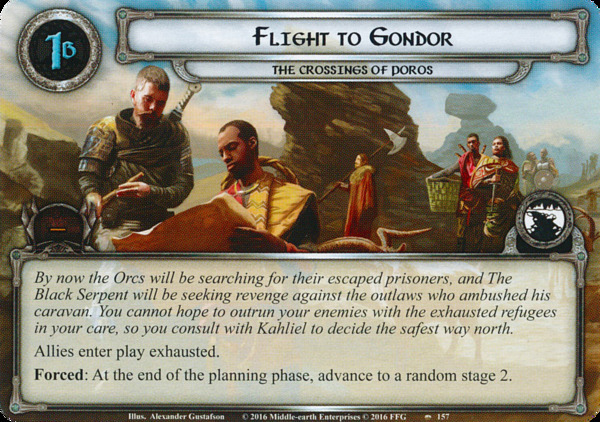 1B
FLIGHT TO GONDOR
THE CROSSINGS OF POROS
–
By now the Orcs will be searching for their escaped prisoners, and The
Black Serpent will be seeking revenge against the outlaws who ambushed his
caravan. You cannot hope to outrun your enemies with the exhausted refugees
in your care, so you consult with Kahliel to decide the safest way north.
Allies enter play exhausted.
Forced: At the end of the planning phase, advance to a random stage 2.
Illus. Alexander Gustafson © 2016 Middle-earth Enterprises © 2016 FFG 157